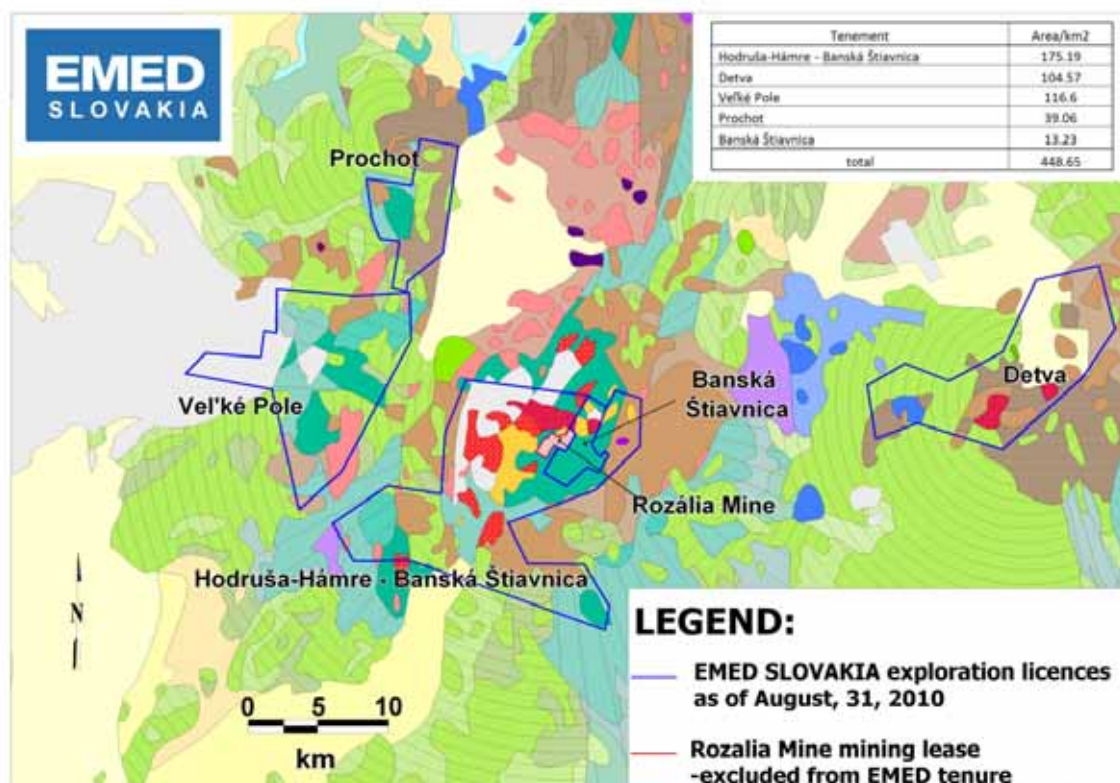 EMED
SLOVAKIA
Tenement Area/km2
Hodruša-Hámre - Banská Štiavnica 175.19
Detva 104.57
Veľké Pole 116.6
Prochot 39.06
Banská Štiavnica 13.23
total 448.65
Prochot
Banská
Štiavnica
Detva
Vel'ké Pole
Rozália Mine
Hodruša-Hámre - Banská Štiavnica
N
0 5 10
km
LEGEND:
EMED SLOVAKIA exploration licences
as of August, 31, 2010
Rozalia Mine mining lease
-excluded from EMED tenure